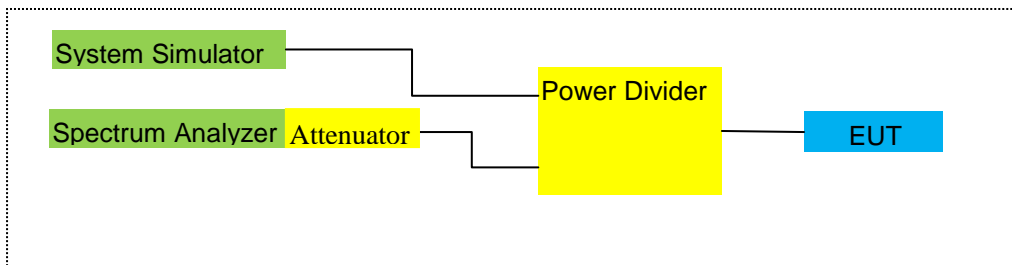 System Simulator
Power Divider
Spectrum Analyzer Attenuator
EUT